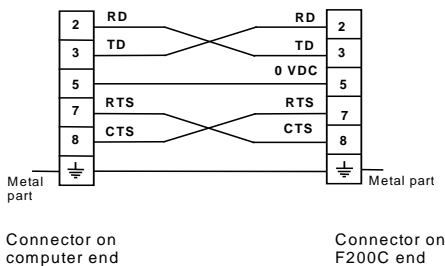 2 RD RD 2
3 TD TD 3
0 VDC
5 5
7 RTS RTS 7
8 CTS CTS 8
Metal part
Metal part
Connector on
computer end
Connector on
F200C end